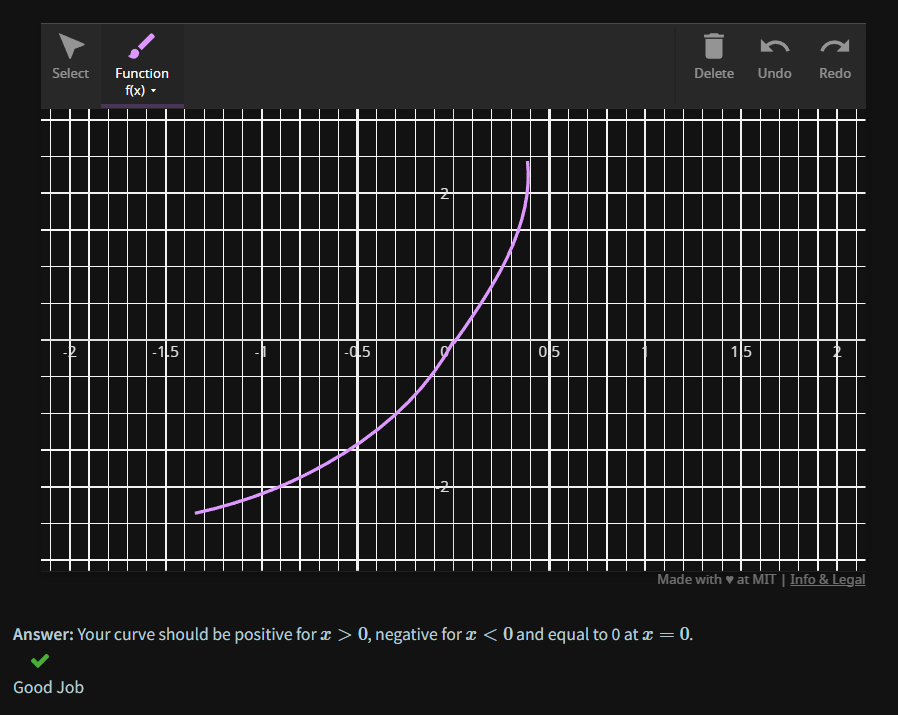 Select
Function
f(x)
Delete
Undo
Redo
2
-2 -1.5 -1 -0.5 0 0.5 1 1.5 2
-2
Made with ♥ at MIT | Info & Legal
Answer: Your curve should be positive for x > 0, negative for x < 0 and equal to 0 at x = 0.
Good Job